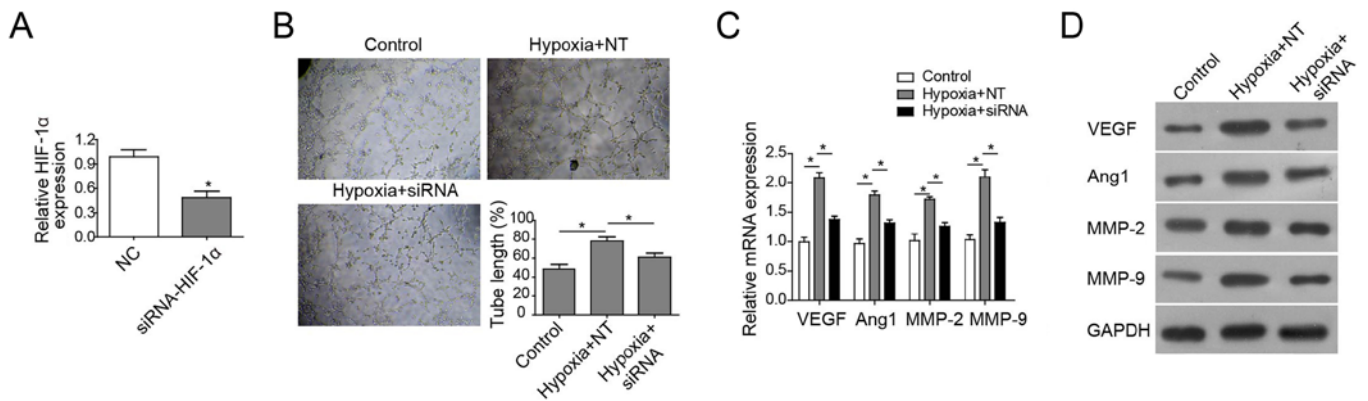 A
Relative HIF-1α
expression
1.2
0.9
0.6
0.3
0.0
*
NC
siRNA-HIF-1α
B
Control
Hypoxia+NT
Hypoxia+siRNA
Tube length (%)
100
80
60
40
20
0
*
*
Control
Hypoxia+NT
Hypoxia+
siRNA
C
Control
Hypoxia+NT
Hypoxia+siRNA
Relative mRNA expression
2.5
2.0
1.5
1.0
0.5
0.0
* *
* *
* *
* *
VEGF Ang1 MMP-2 MMP-9
D
Control
Hypoxia+NT
Hypoxia+
siRNA
VEGF
Ang1
MMP-2
MMP-9
GAPDH